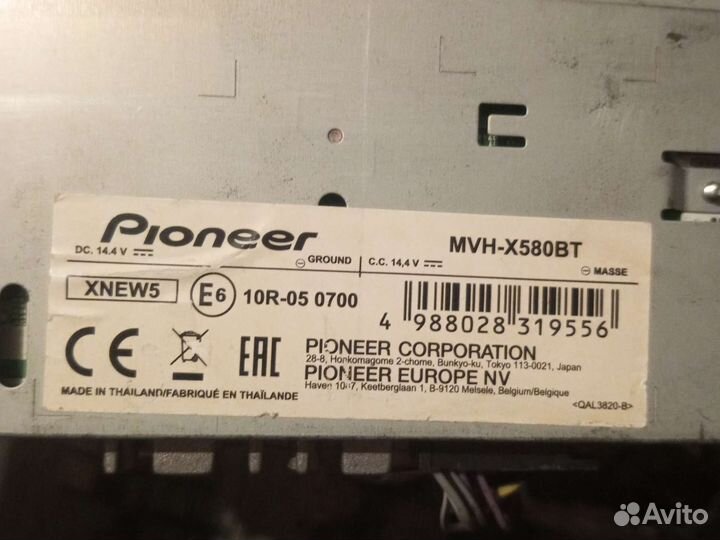 Pioneer
MVH-X580BT
DC. 14.4 V
⊖ GROUND
C.C. 14,4 V
⊖ MASSE
XNEW5
E6 10R-05 0700
4 988028 319556
CE
EAC
PIONEER CORPORATION
28-8, Honkomagome 2-chome, Bunkyo-ku, Tokyo 113-0021, Japan
PIONEER EUROPE NV
Haven 1087, Keetberglaan 1, B-9120 Melsele, Belgium/Belgique
MADE IN THAILAND/FABRIQUÉ EN THAÏLANDE
<QAL3820-B>
Avito